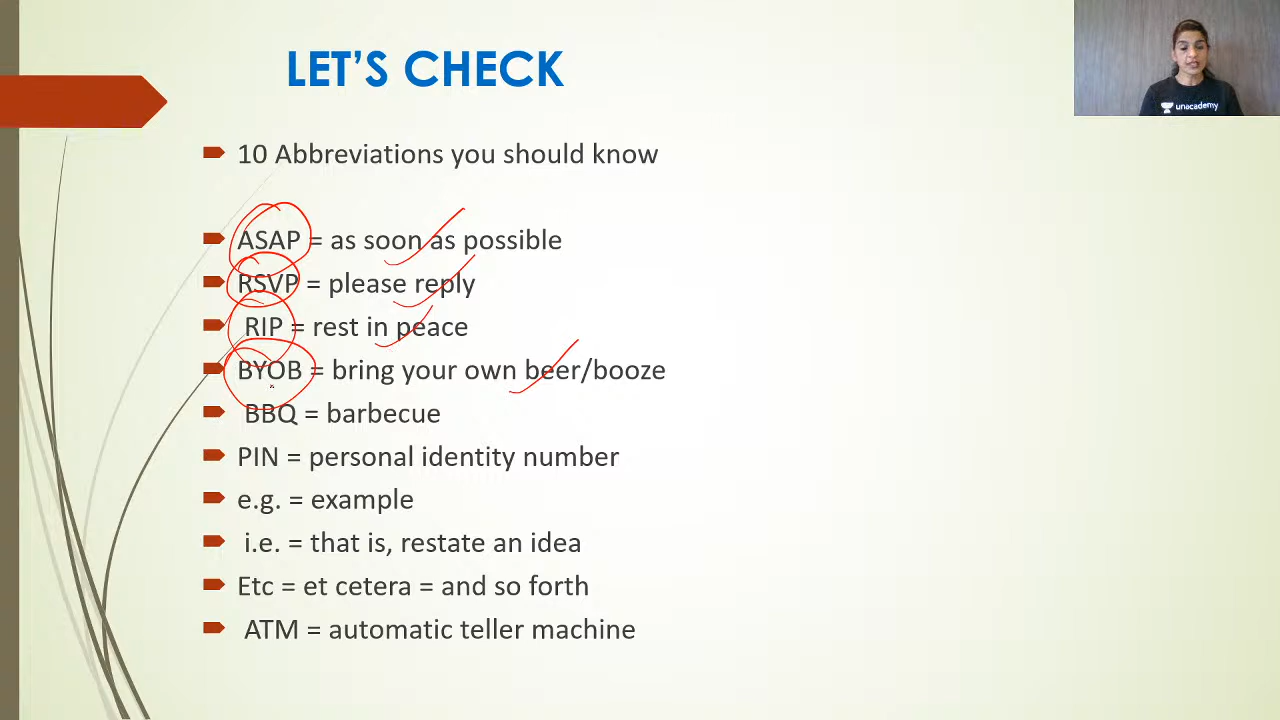 LET'S CHECK
unacademy
10 Abbreviations you should know
ASAP = as soon as possible
RSVP = please reply
RIP = rest in peace
BYOB = bring your own beer/booze
BBQ = barbecue
PIN = personal identity number
e.g. = example
i.e. = that is, restate an idea
Etc = et cetera = and so forth
ATM = automatic teller machine